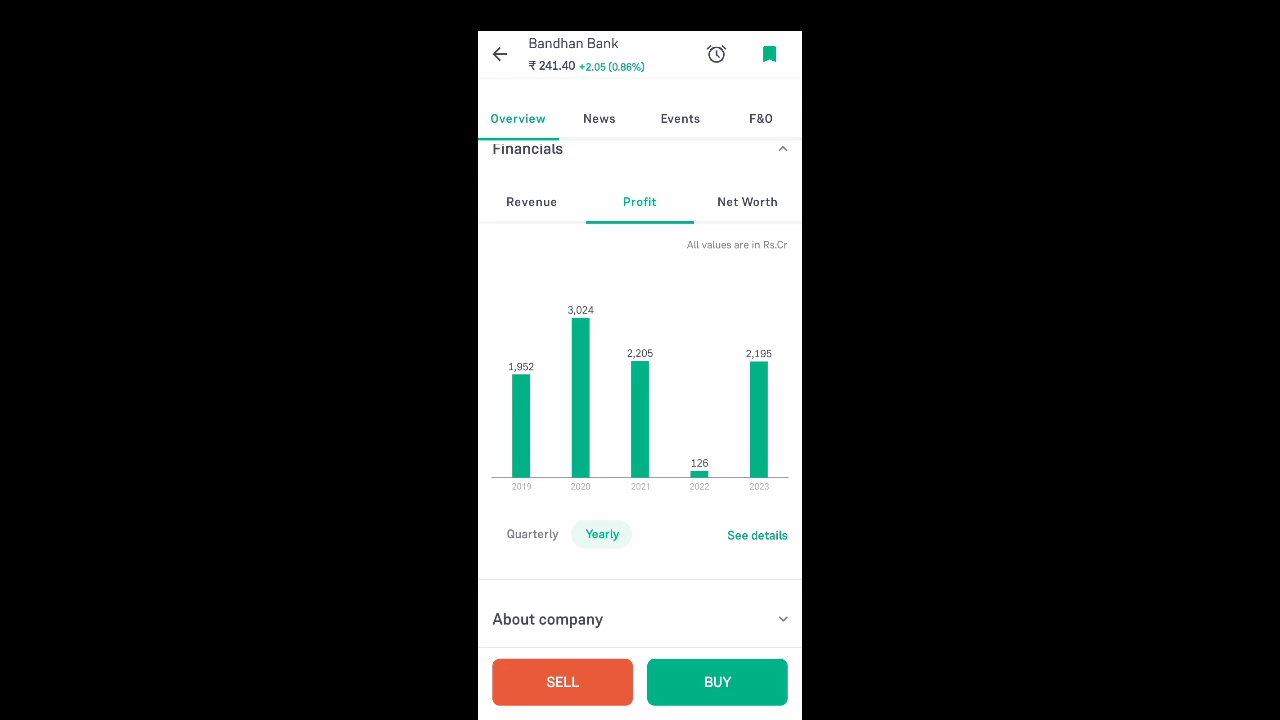 Bandhan Bank
₹ 241.40 +2.05 (0.86%)
Overview News Events F&O
Financials
Revenue Profit Net Worth
All values are in Rs.Cr
3,024
2,205 2,195
1,952
126
2019 2020 2021 2022 2023
Quarterly Yearly See details
About company
SELL BUY